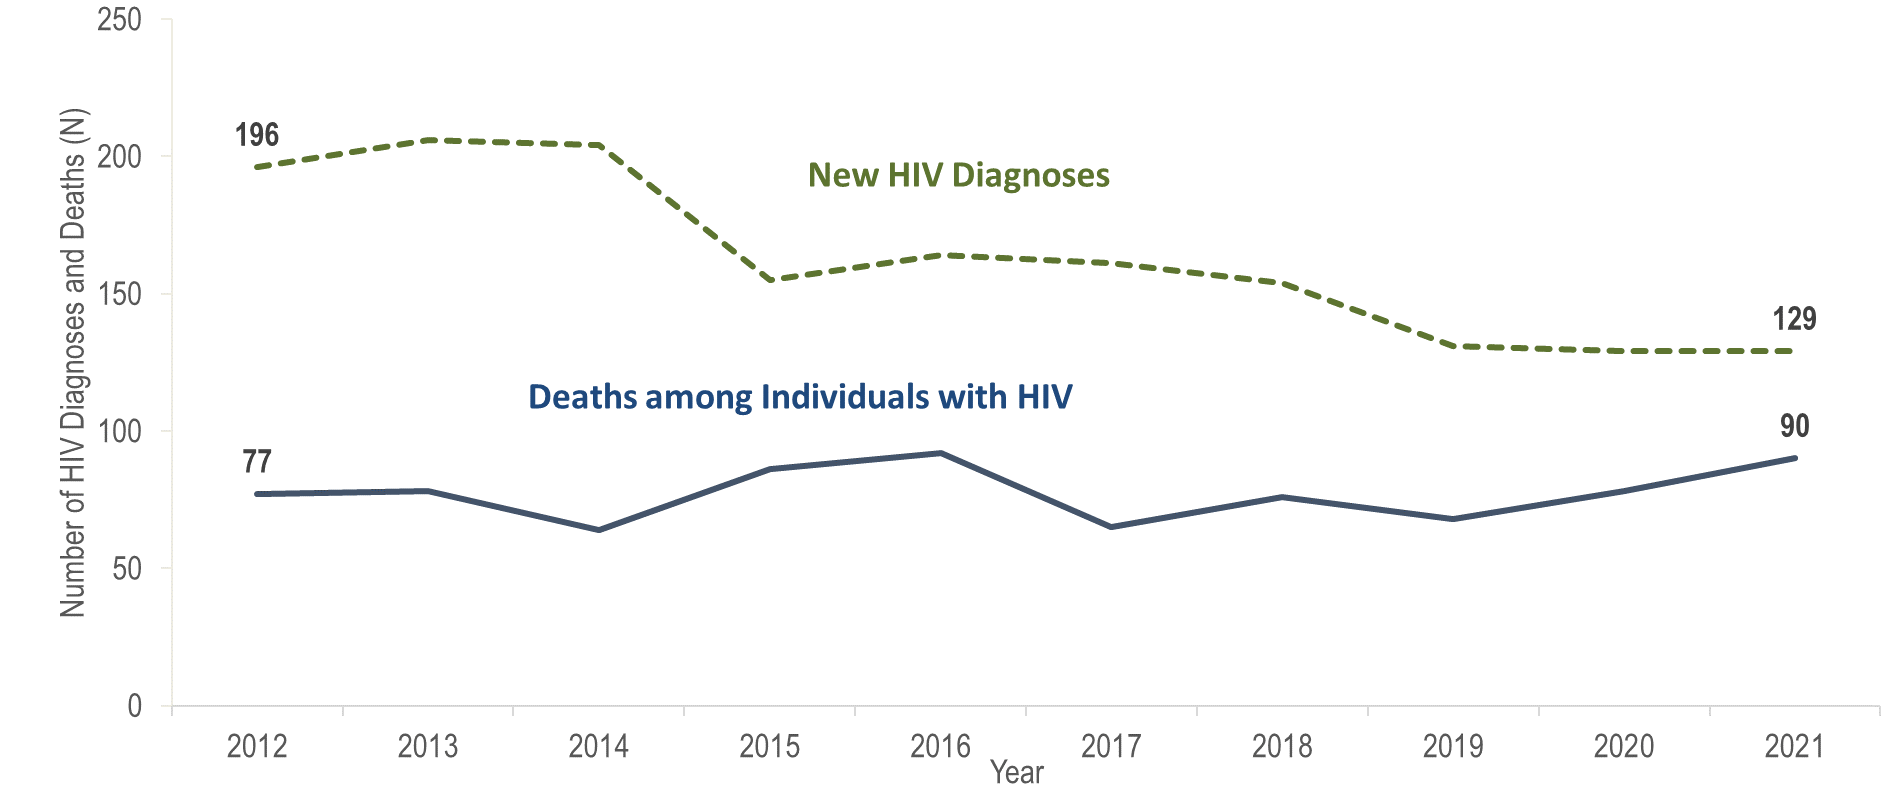 Number of HIV Diagnoses and Deaths (N)
250
200
150
100
50
0
196
129
New HIV Diagnoses
Deaths among Individuals with HIV
77
90
2012 2013 2014 2015 2016 2017 2018 2019 2020 2021
Year